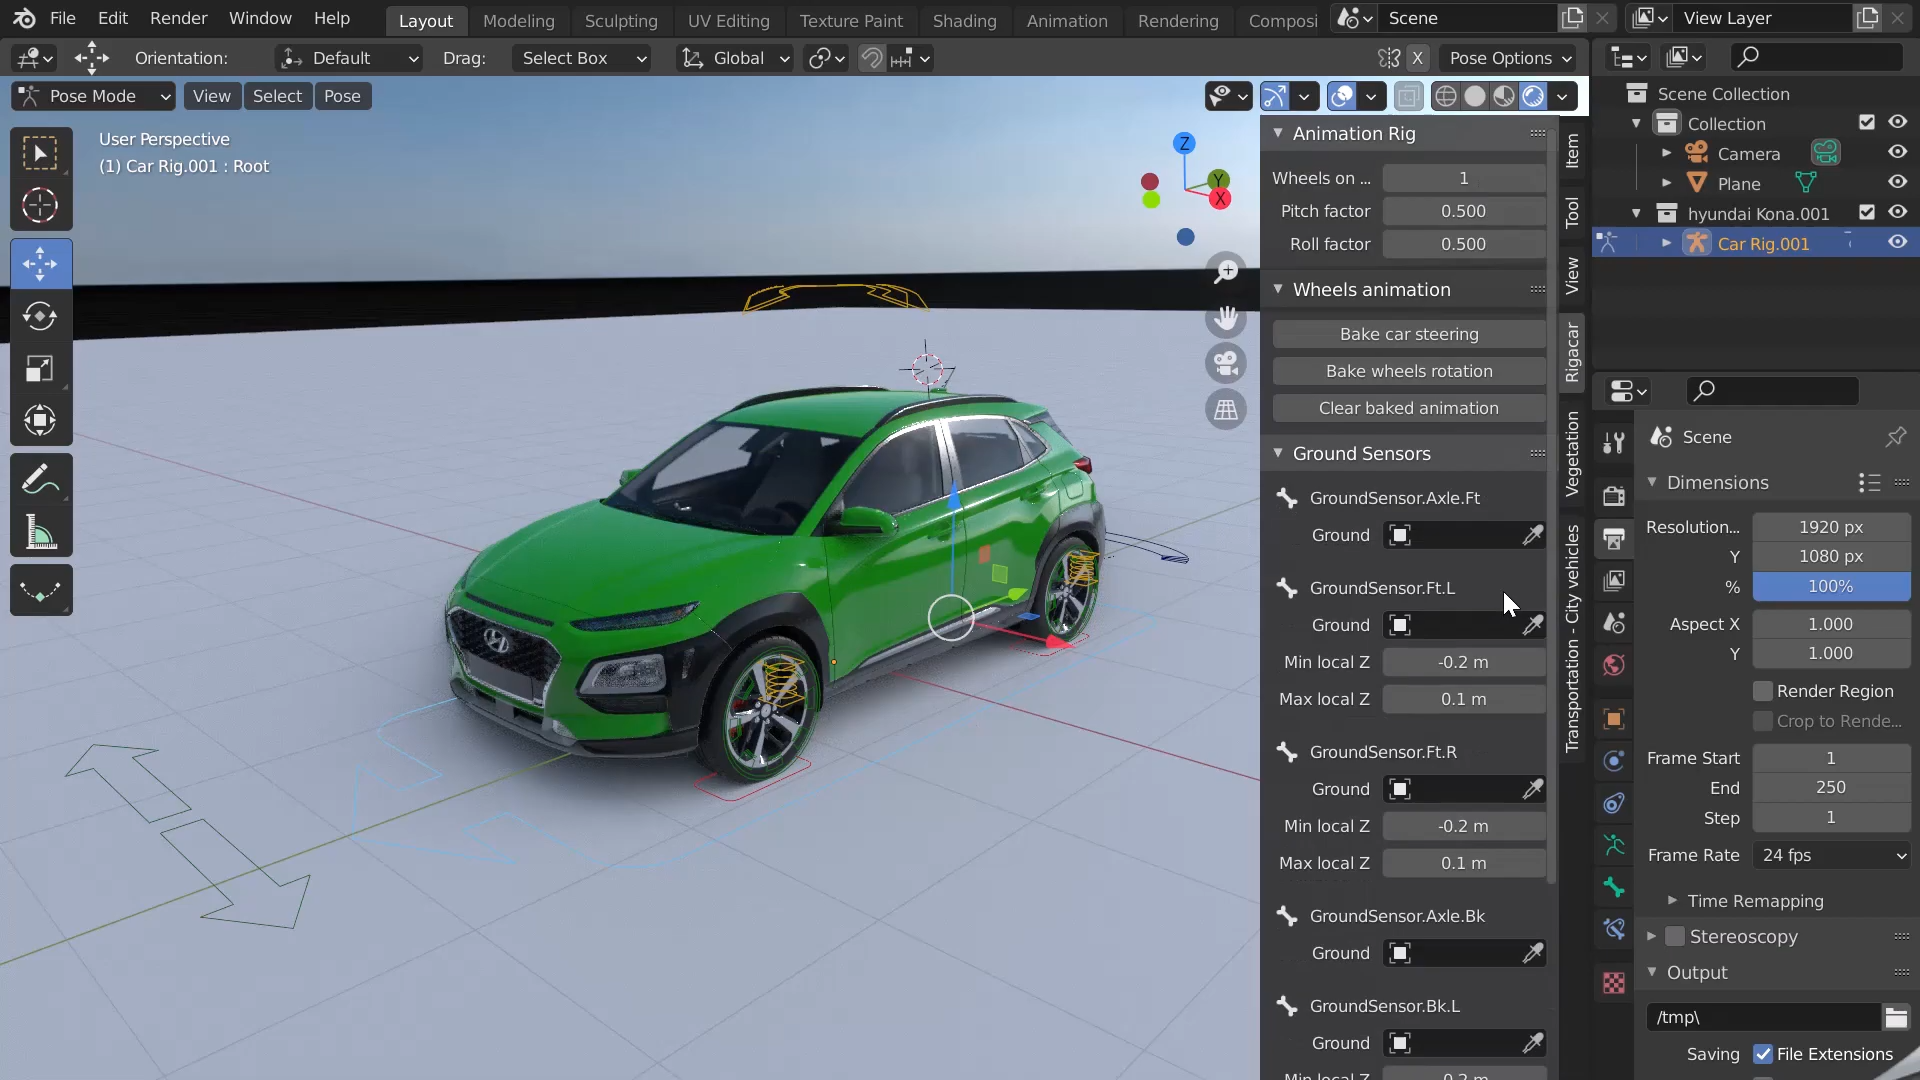 File Edit Render Window Help Layout Modeling Sculpting UV Editing Texture Paint Shading Animation Rendering Composi Scene View Layer
Orientation: Default Drag: Select Box Global X Pose Options
Pose Mode View Select Pose
User Perspective
(1) Car Rig.001 : Root
Z
Y
X
Animation Rig
Wheels on ... 1
Pitch factor 0.500
Roll factor 0.500
Wheels animation
Bake car steering
Bake wheels rotation
Clear baked animation
Ground Sensors
GroundSensor.Axle.Ft
Ground
GroundSensor.Ft.L
Ground
Min local Z -0.2 m
Max local Z 0.1 m
GroundSensor.Ft.R
Ground
Min local Z -0.2 m
Max local Z 0.1 m
GroundSensor.Axle.Bk
Ground
GroundSensor.Bk.L
Ground
Min local Z -0.2 m
Item
Tool
View
Rigacar
Vegetation
Transportation - City vehicles
Scene Collection
Collection
Camera
Plane
hyundai Kona.001
Car Rig.001
Scene
Dimensions
Resolution... 1920 px
Y 1080 px
% 100%
Aspect X 1.000
Y 1.000
Render Region
Crop to Rende...
Frame Start 1
End 250
Step 1
Frame Rate 24 fps
Time Remapping
Stereoscopy
Output
/tmp\
Saving File Extensions